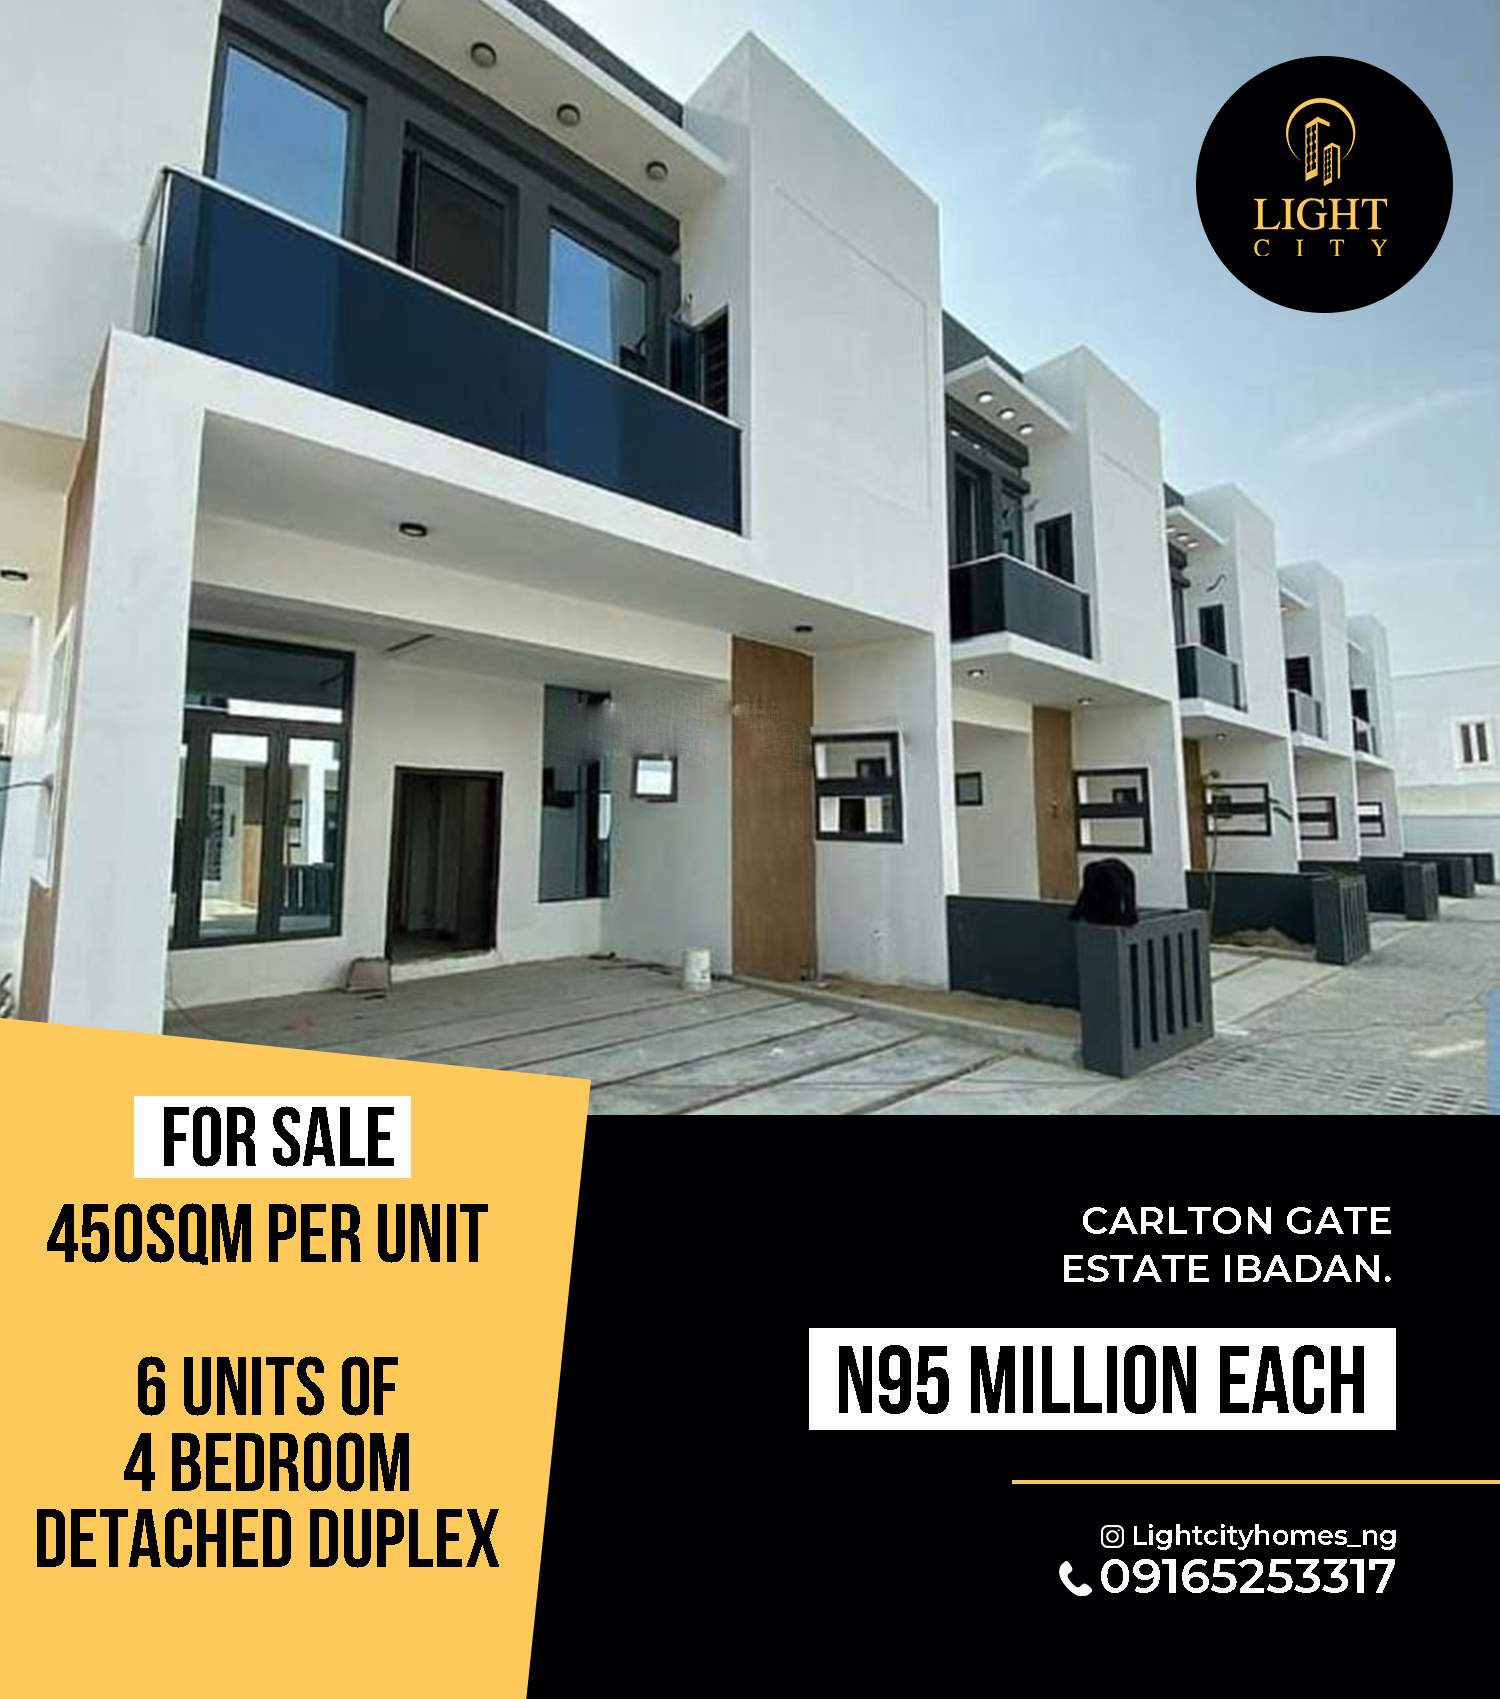 LIGHT
CITY
FOR SALE
450SQM PER UNIT
6 UNITS OF
4 BEDROOM
DETACHED DUPLEX
CARLTON GATE
ESTATE IBADAN.
N95 MILLION EACH
Lightcityhomes_ng
09165253317